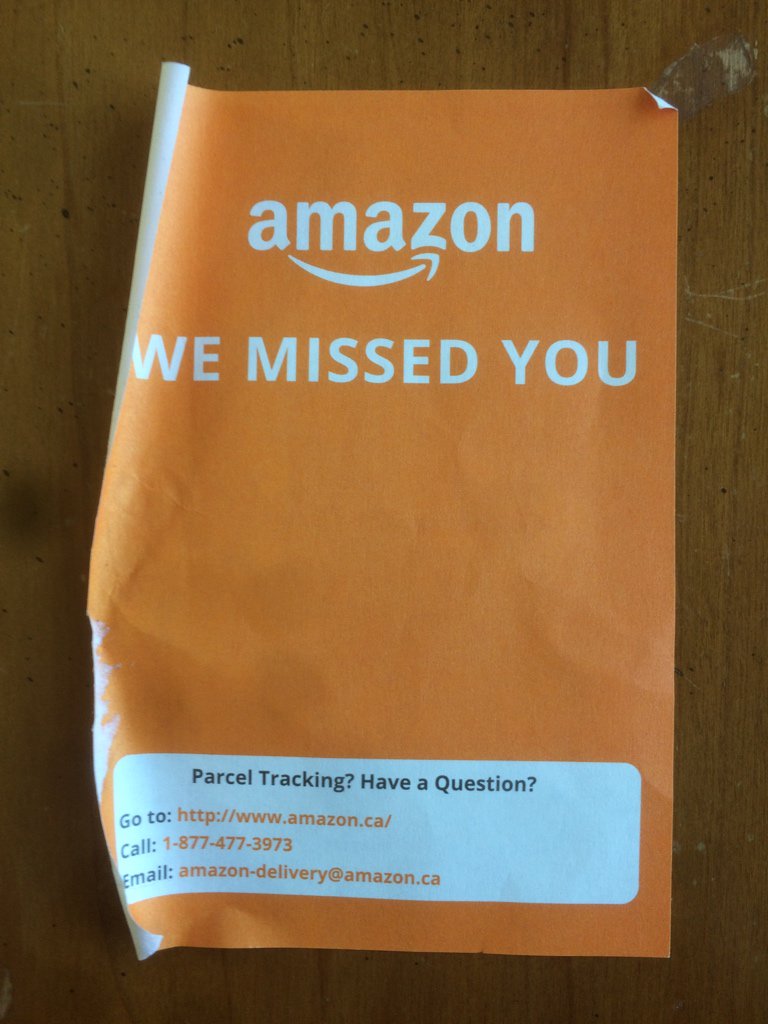 amazon
WE MISSED YOU
Parcel Tracking? Have a Question?
Go to: http://www.amazon.ca/
Call: 1-877-477-3973
Email: amazon-delivery@amazon.ca